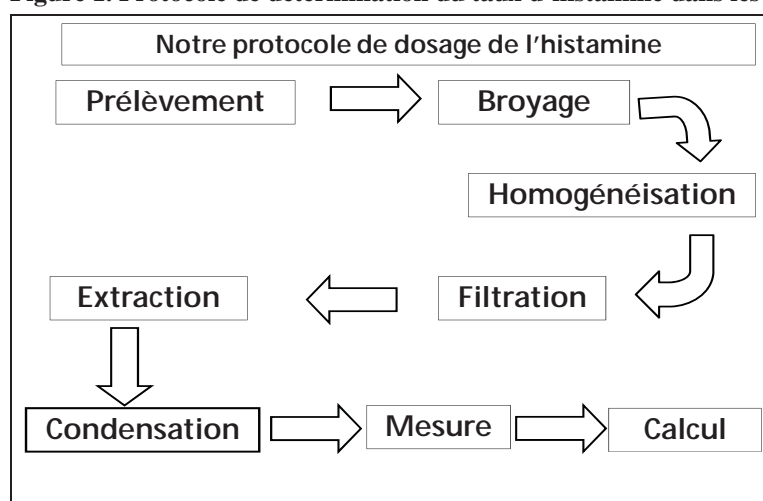 Notre protocole de dosage de l'histamine
Prélèvement
Broyage
Homogénéisation
Filtration
Extraction
Condensation
Mesure
Calcul